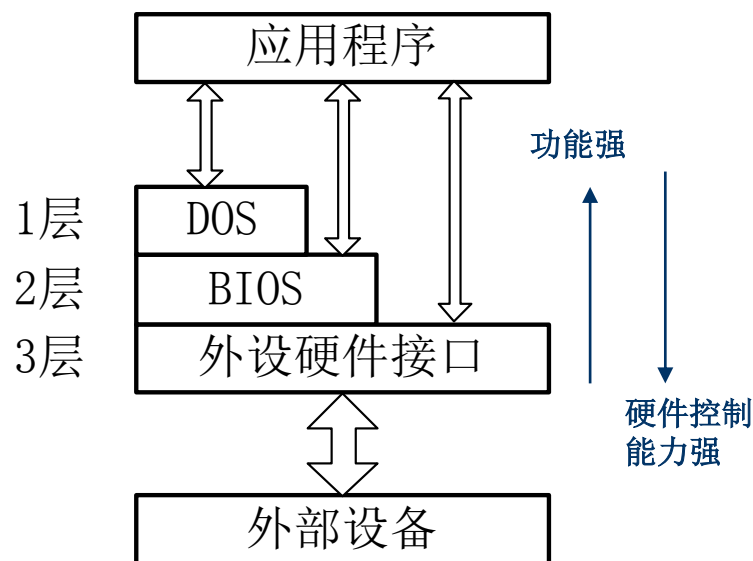 应用程序
功能强
1层
DOS
2层
BIOS
3层
外设硬件接口
硬件控制
能力强
外部设备